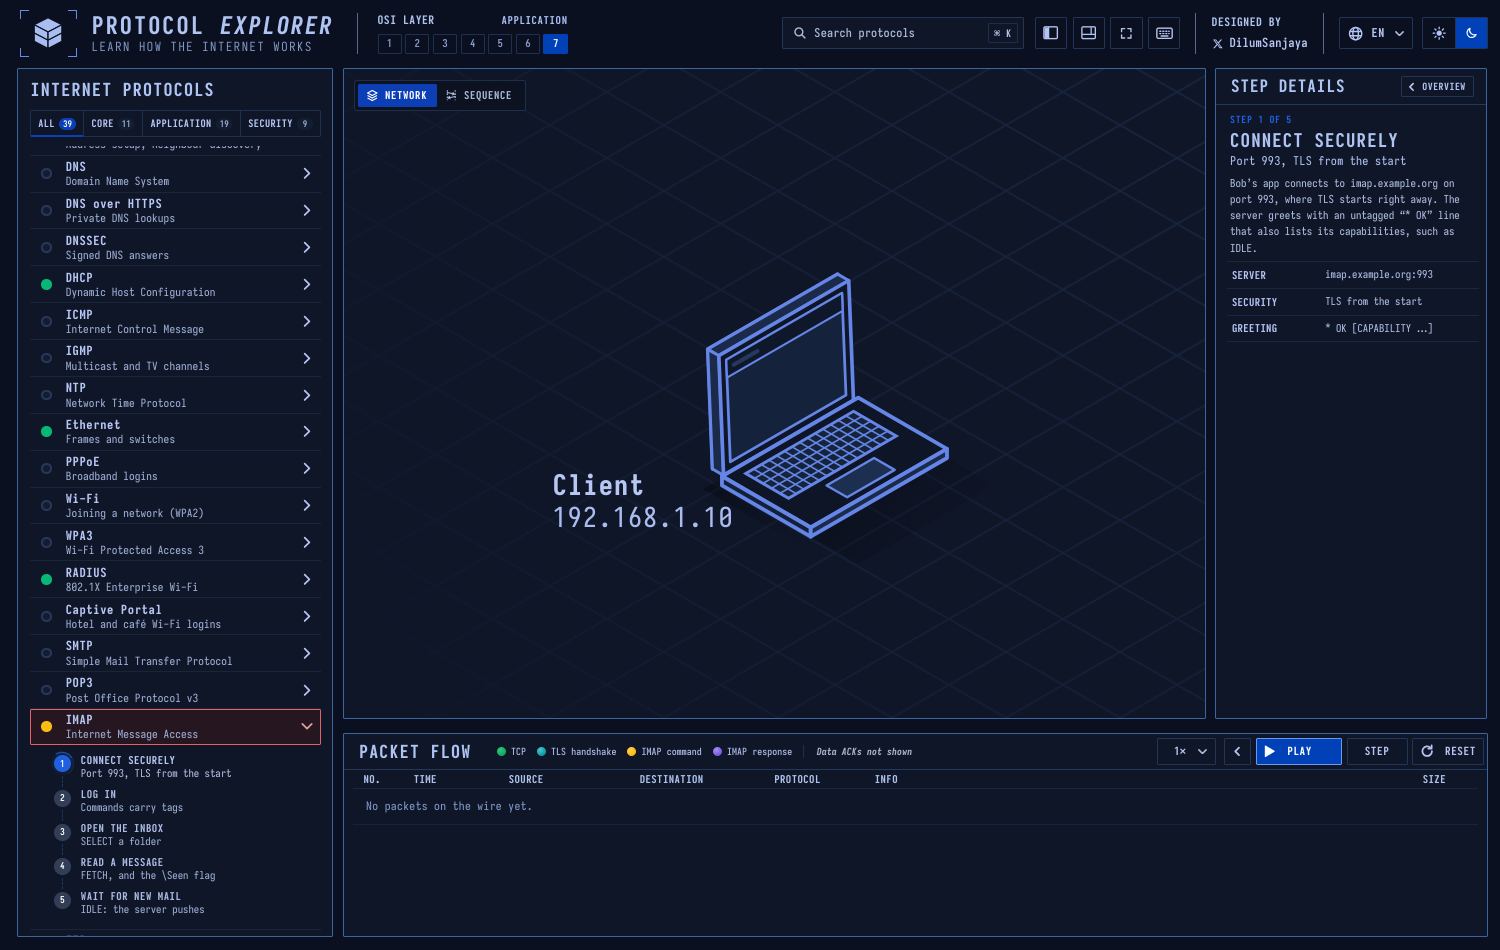 PROTOCOL EXPLORER
LEARN HOW THE INTERNET WORKS
OSI LAYER APPLICATION
1 2 3 4 5 6 7
Search protocols ⌘ K
DESIGNED BY
DilumSanjaya
EN
INTERNET PROTOCOLS
ALL 39 CORE 11 APPLICATION 19 SECURITY 9
Address setup, neighbour discovery
DNS
Domain Name System
DNS over HTTPS
Private DNS lookups
DNSSEC
Signed DNS answers
DHCP
Dynamic Host Configuration
ICMP
Internet Control Message
IGMP
Multicast and TV channels
NTP
Network Time Protocol
Ethernet
Frames and switches
PPPoE
Broadband logins
Wi-Fi
Joining a network (WPA2)
WPA3
Wi-Fi Protected Access 3
RADIUS
802.1X Enterprise Wi-Fi
Captive Portal
Hotel and café Wi-Fi logins
SMTP
Simple Mail Transfer Protocol
POP3
Post Office Protocol v3
IMAP
Internet Message Access
1 CONNECT SECURELY
Port 993, TLS from the start
2 LOG IN
Commands carry tags
3 OPEN THE INBOX
SELECT a folder
4 READ A MESSAGE
FETCH, and the \Seen flag
5 WAIT FOR NEW MAIL
IDLE: the server pushes
NETWORK SEQUENCE
Client
192.168.1.10
STEP DETAILS
OVERVIEW
STEP 1 OF 5
CONNECT SECURELY
Port 993, TLS from the start
Bob’s app connects to imap.example.org on
port 993, where TLS starts right away. The
server greets with an untagged “* OK” line
that also lists its capabilities, such as
IDLE.
SERVER imap.example.org:993
SECURITY TLS from the start
GREETING * OK [CAPABILITY …]
PACKET FLOW
TCP TLS handshake IMAP command IMAP response Data ACKs not shown
1× PLAY STEP RESET
NO. TIME SOURCE DESTINATION PROTOCOL INFO SIZE
No packets on the wire yet.